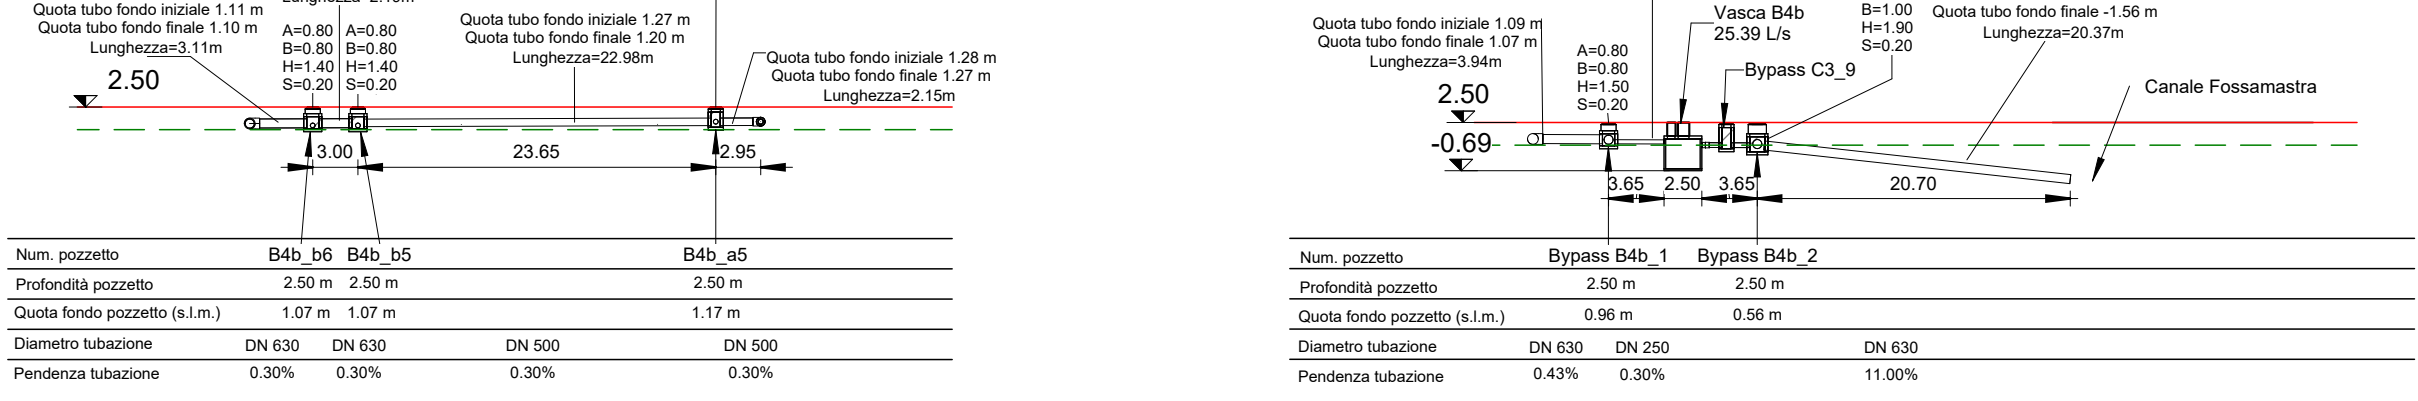 Quota tubo fondo iniziale 1.11 m
Quota tubo fondo finale 1.10 m
Lunghezza=3.11m
A=0.80
B=0.80
H=1.40
S=0.20
A=0.80
B=0.80
H=1.40
S=0.20
Quota tubo fondo iniziale 1.27 m
Quota tubo fondo finale 1.20 m
Lunghezza=22.98m
Quota tubo fondo iniziale 1.28 m
Quota tubo fondo finale 1.27 m
Lunghezza=2.15m
2.50
3.00
23.65
2.95
Num. pozzetto B4b_b6 B4b_b5 B4b_a5
Profondità pozzetto 2.50 m 2.50 m 2.50 m
Quota fondo pozzetto (s.l.m.) 1.07 m 1.07 m 1.17 m
Diametro tubazione DN 630 DN 630 DN 500 DN 500
Pendenza tubazione 0.30% 0.30% 0.30% 0.30%
Quota tubo fondo iniziale 1.09 m
Quota tubo fondo finale 1.07 m
Lunghezza=3.94m
A=0.80
B=0.80
H=1.50
S=0.20
Vasca B4b
25.39 L/s
Bypass C3_9
B=1.00
H=1.90
S=0.20
Quota tubo fondo finale -1.56 m
Lunghezza=20.37m
Canale Fossamastra
2.50
-0.69
3.65
2.50
3.65
20.70
Num. pozzetto Bypass B4b_1 Bypass B4b_2
Profondità pozzetto 2.50 m 2.50 m
Quota fondo pozzetto (s.l.m.) 0.96 m 0.56 m
Diametro tubazione DN 630 DN 250 DN 630
Pendenza tubazione 0.43% 0.30% 11.00%